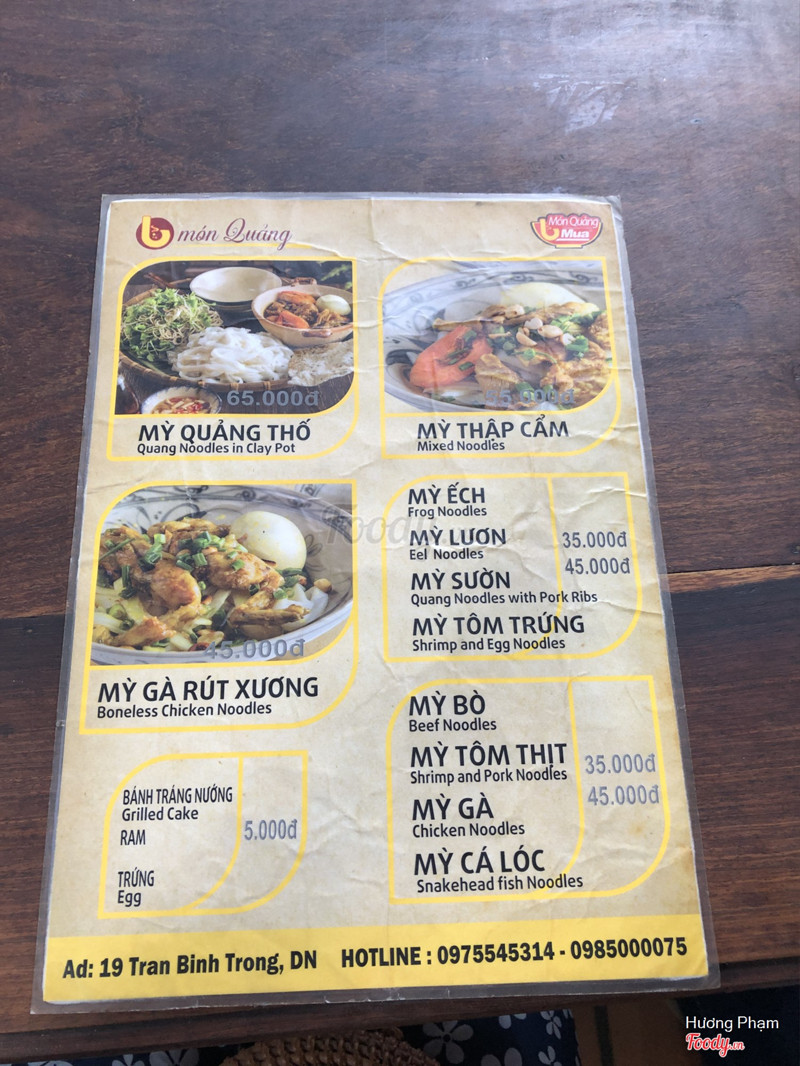 món Quảng
Món Quảng
Bà Mua
65.000đ
MỲ QUẢNG THỐ
Quang Noodles in Clay Pot
MỲ THẬP CẨM
Mixed Noodles
45.000đ
MỲ GÀ RÚT XƯƠNG
Boneless Chicken Noodles
MỲ ẾCH
Frog Noodles
MỲ LƯƠN
Eel Noodles
MỲ SƯỜN
Quang Noodles with Pork Ribs
MỲ TÔM TRỨNG
Shrimp and Egg Noodles
35.000đ
45.000đ
MỲ BÒ
Beef Noodles
MỲ TÔM THỊT
Shrimp and Pork Noodles
MỲ GÀ
Chicken Noodles
MỲ CÁ LÓC
Snakehead fish Noodles
35.000đ
45.000đ
BÁNH TRÁNG NƯỚNG
Grilled Cake
RAM
TRỨNG
Egg
5.000đ
Ad: 19 Tran Binh Trong, DN HOTLINE : 0975545314 - 0985000075
Foody
Hương Phạm
Foody.vn